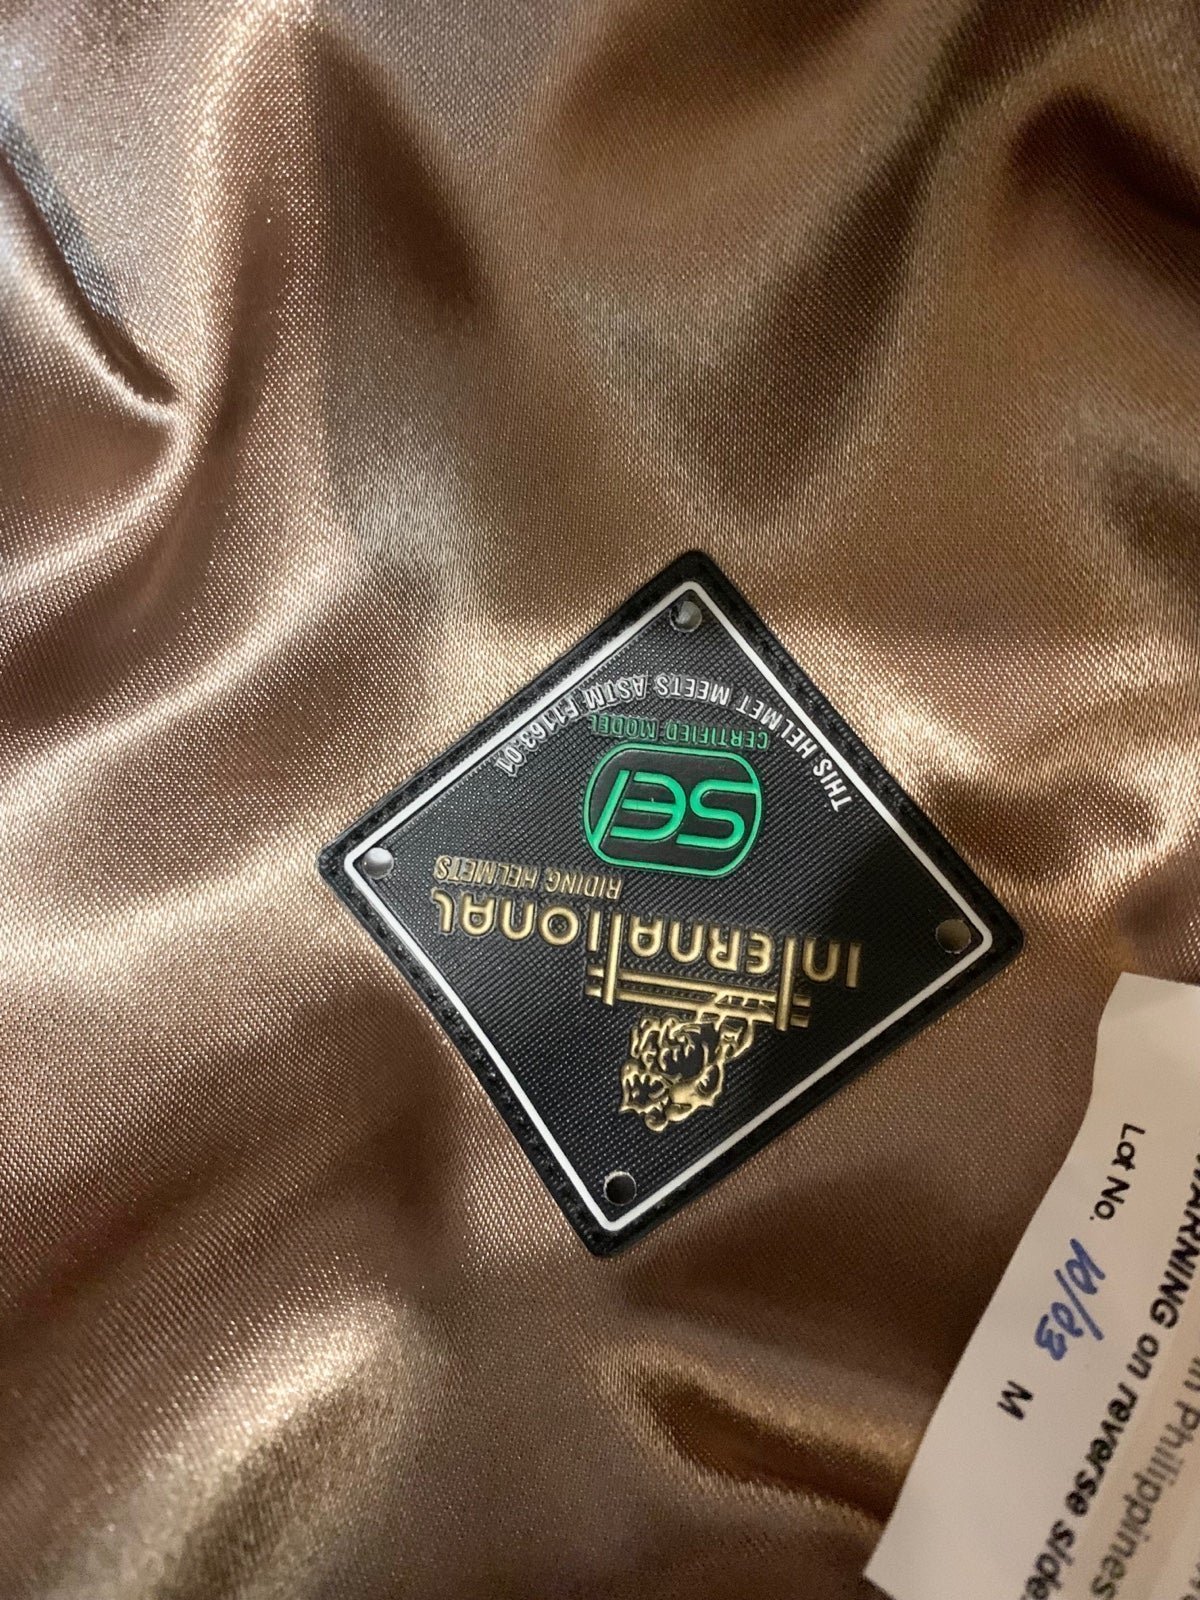 THIS HELMET MEETS ASTM F1163:01
CERTIFIED MODEL
SEI
INTERNATIONAL
RIDING HELMETS
WARNING on reverse side
in Philippines
Lot No. 10/03 M